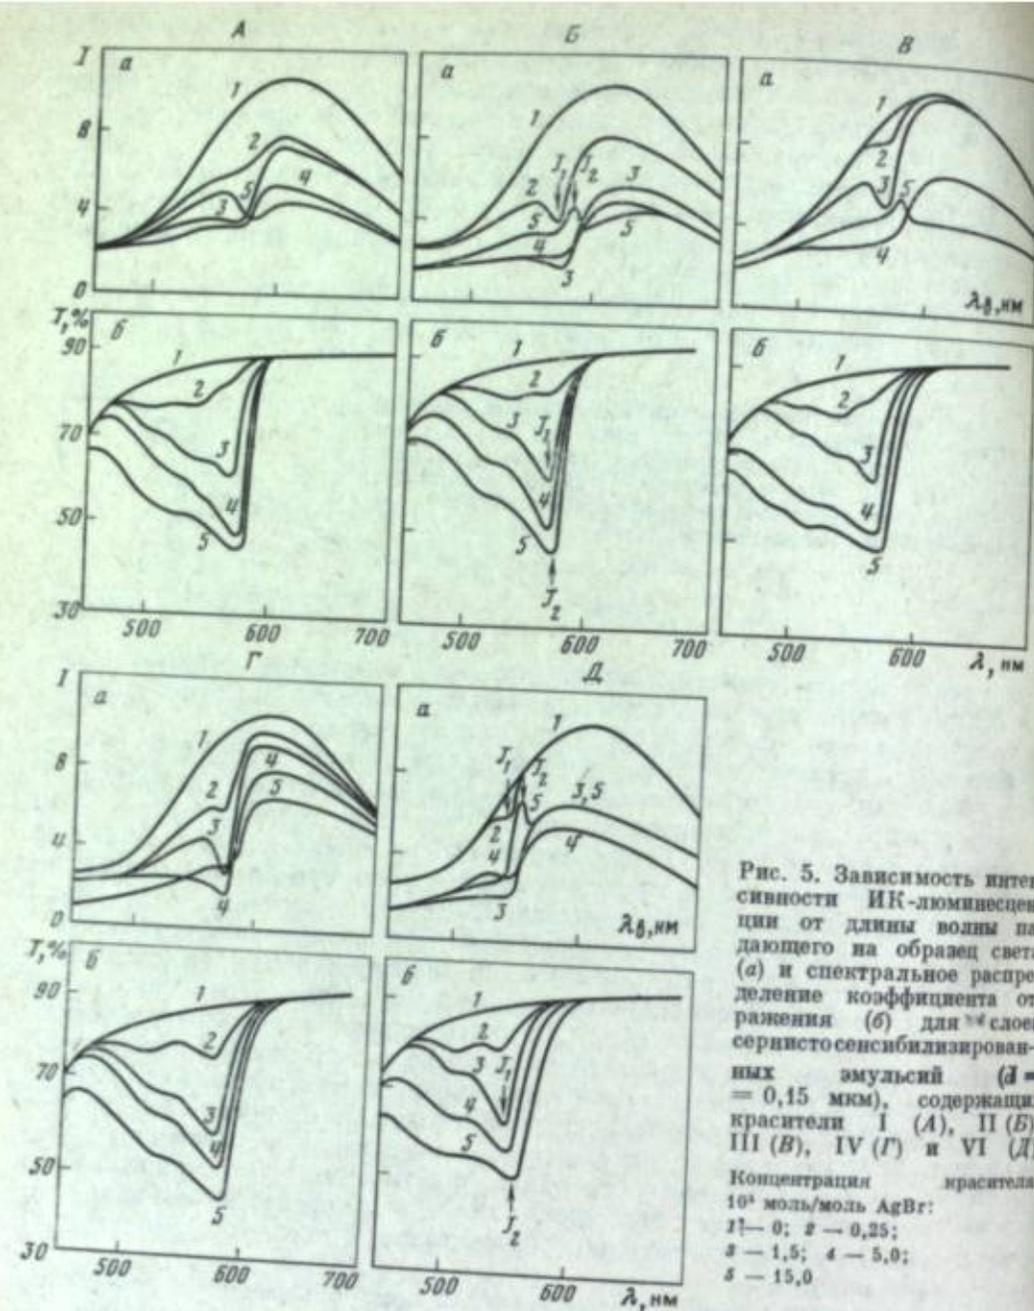 А Б В
I a a a
8
4
0
1 2 3 5 4
1 2 J₁ J₂ 3 5 4 5 3
1 2 3 5 4
λв,нм
T,% б б б
90
70
50
30
1 2 3 4 5
1 2 3 J₁ 4 5 J₂
1 2 3 4 5
500 600 700 500 600 700 500 600 λ, нм
Г Д
I a a
8
4
0
1 2 4 5 3 4
1 J₁ J₂ 5 3,5 2 4 4 3
λв,нм
T,% б б
90
70
50
30
1 2 3 4 5
1 2 3 J₁ 4 5 J₂
500 600 700 500 600 λ, нм
Рис. 5. Зависимость интен
сивности ИК-люминесцен
ции от длины волны па
дающего на образец света
(а) и спектральное распре
деление коэффициента от
ражения (б) для слоев
сернистосенсибилизирован-
ных эмульсий (d̄ =
= 0,15 мкм), содержащих
красители I (А), II (Б)
III (В), IV (Г) и VI (Д
Концентрация красителя
моль/моль AgBr:
1 — 0; 2 — 0,25;
3 — 1,5; 4 — 5,0;
5 — 15,0